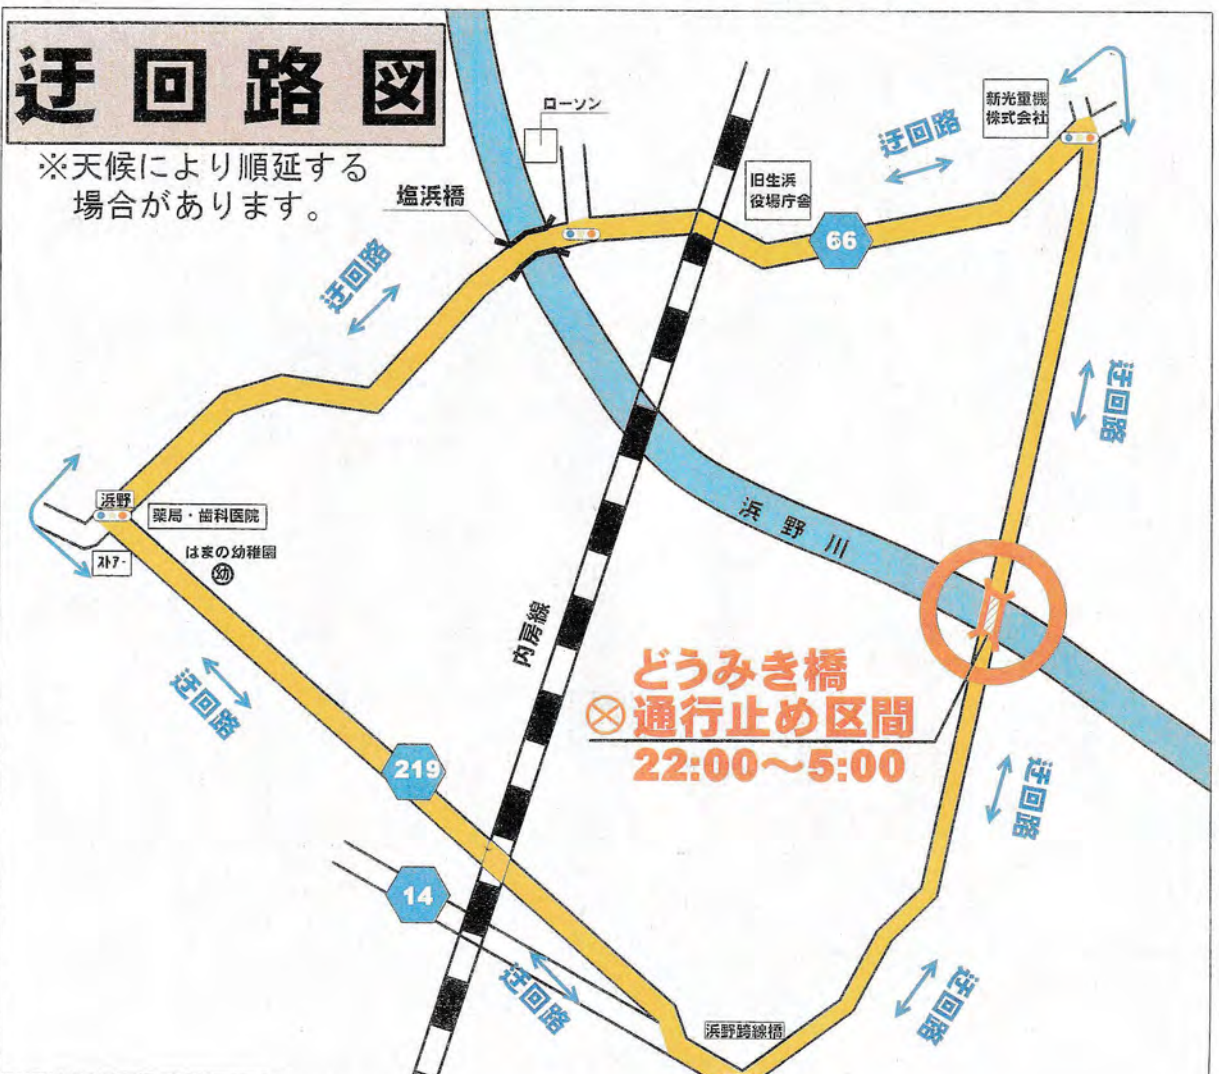 迂回路図
※天候により順延する
場合があります。
ローソン
塩浜橋
新光重機
株式会社
迂回路
旧生浜
役場庁舎
66
迂回路
迂回路
浜野
薬局・歯科医院
ストアー
はまの幼稚園
幼
浜野川
内房線
どうみき橋
通行止め区間
22:00～5:00
迂回路
219
迂回路
14
迂回路
迂回路
浜野跨線橋